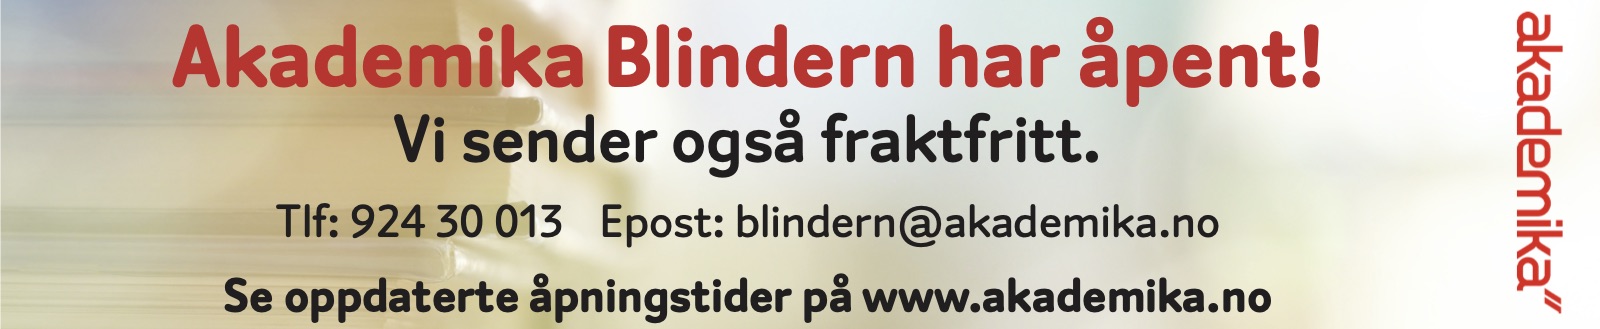 Akademika Blindern har åpent!
Vi sender også fraktfritt.
Tlf: 924 30 013 Epost: blindern@akademika.no
Se oppdaterte åpningstider på www.akademika.no
akademika"